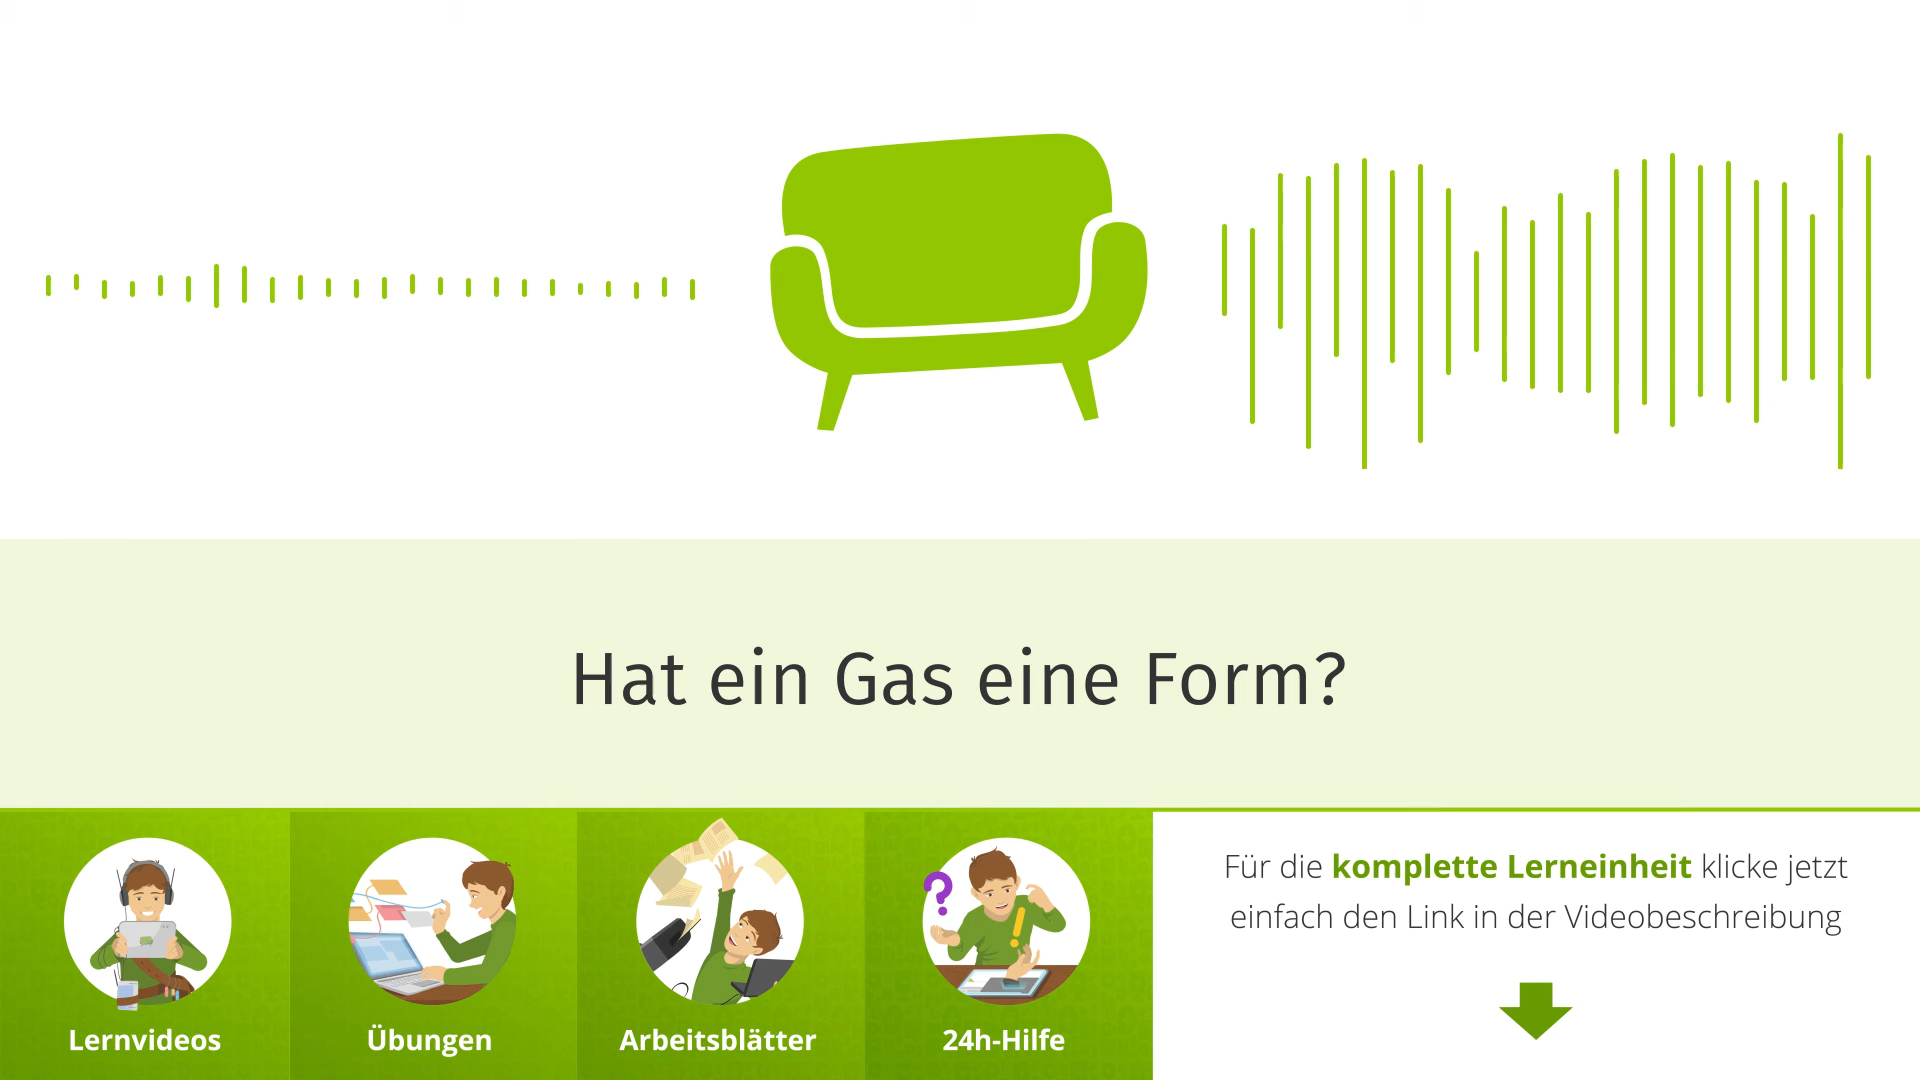 Hat ein Gas eine Form?
Lernvideos
Übungen
Arbeitsblätter
24h-Hilfe
Für die komplette Lerneinheit klicke jetzt
einfach den Link in der Videobeschreibung